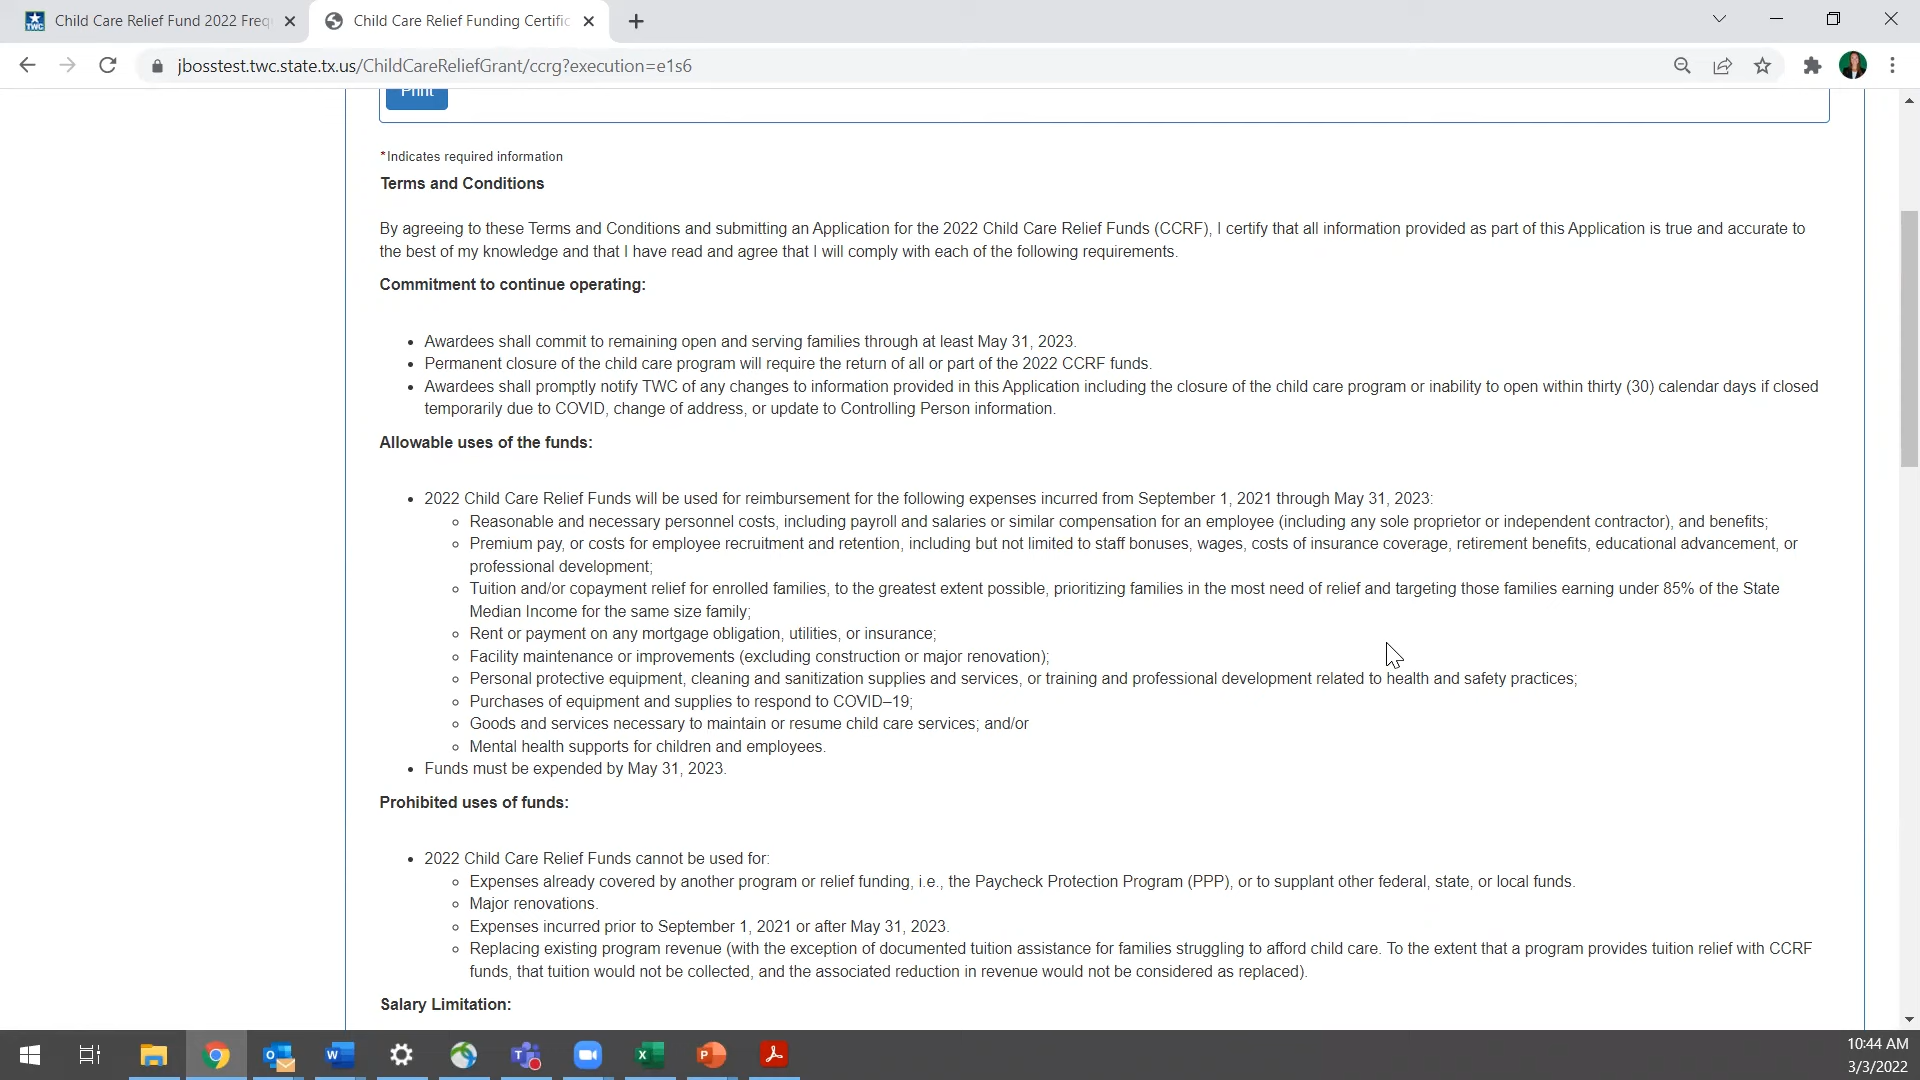 Child Care Relief Fund 2022 Freq
Child Care Relief Funding Certific
jbosstest.twc.state.tx.us/ChildCareReliefGrant/ccrg?execution=e1s6
Print
*Indicates required information
Terms and Conditions
By agreeing to these Terms and Conditions and submitting an Application for the 2022 Child Care Relief Funds (CCRF), I certify that all information provided as part of this Application is true and accurate to
the best of my knowledge and that I have read and agree that I will comply with each of the following requirements.
Commitment to continue operating:
• Awardees shall commit to remaining open and serving families through at least May 31, 2023.
• Permanent closure of the child care program will require the return of all or part of the 2022 CCRF funds.
• Awardees shall promptly notify TWC of any changes to information provided in this Application including the closure of the child care program or inability to open within thirty (30) calendar days if closed
temporarily due to COVID, change of address, or update to Controlling Person information.
Allowable uses of the funds:
• 2022 Child Care Relief Funds will be used for reimbursement for the following expenses incurred from September 1, 2021 through May 31, 2023:
◦ Reasonable and necessary personnel costs, including payroll and salaries or similar compensation for an employee (including any sole proprietor or independent contractor), and benefits;
◦ Premium pay, or costs for employee recruitment and retention, including but not limited to staff bonuses, wages, costs of insurance coverage, retirement benefits, educational advancement, or
professional development;
◦ Tuition and/or copayment relief for enrolled families, to the greatest extent possible, prioritizing families in the most need of relief and targeting those families earning under 85% of the State
Median Income for the same size family;
◦ Rent or payment on any mortgage obligation, utilities, or insurance;
◦ Facility maintenance or improvements (excluding construction or major renovation);
◦ Personal protective equipment, cleaning and sanitization supplies and services, or training and professional development related to health and safety practices;
◦ Purchases of equipment and supplies to respond to COVID–19;
◦ Goods and services necessary to maintain or resume child care services; and/or
◦ Mental health supports for children and employees.
• Funds must be expended by May 31, 2023.
Prohibited uses of funds:
• 2022 Child Care Relief Funds cannot be used for:
◦ Expenses already covered by another program or relief funding, i.e., the Paycheck Protection Program (PPP), or to supplant other federal, state, or local funds.
◦ Major renovations.
◦ Expenses incurred prior to September 1, 2021 or after May 31, 2023.
◦ Replacing existing program revenue (with the exception of documented tuition assistance for families struggling to afford child care. To the extent that a program provides tuition relief with CCRF
funds, that tuition would not be collected, and the associated reduction in revenue would not be considered as replaced).
Salary Limitation:
10:44 AM
3/3/2022